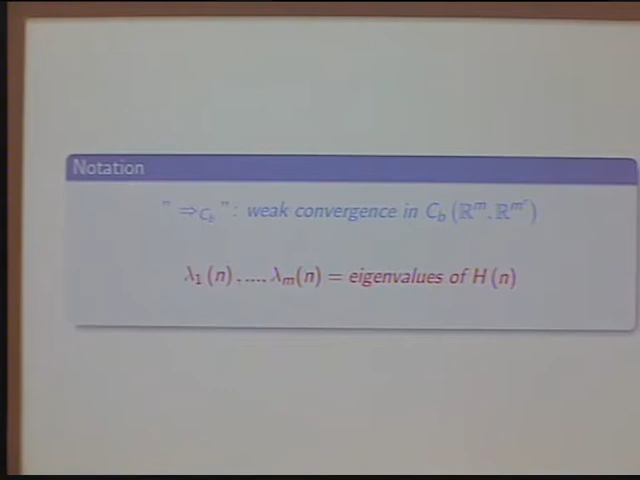 Notation
" ⇒_{C_b} ": weak convergence in C_b(ℝ^m, ℝ^{m'})
λ_1(n), ...., λ_m(n) = eigenvalues of H(n)